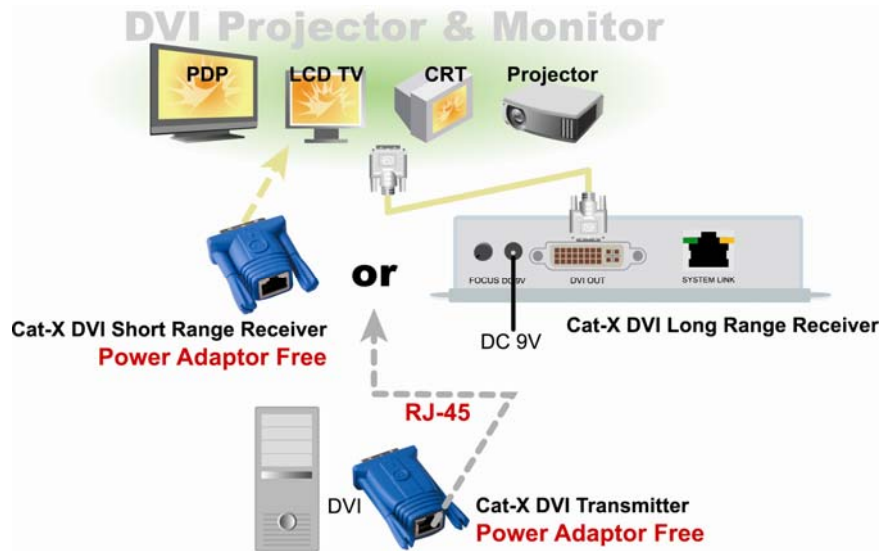 DVI Projector & Monitor
PDP
LCD TV
CRT
Projector
or
FOCUS DC 9V
DVI OUT
SYSTEM LINK
Cat-X DVI Short Range Receiver
Power Adaptor Free
DC 9V
Cat-X DVI Long Range Receiver
RJ-45
DVI
Cat-X DVI Transmitter
Power Adaptor Free